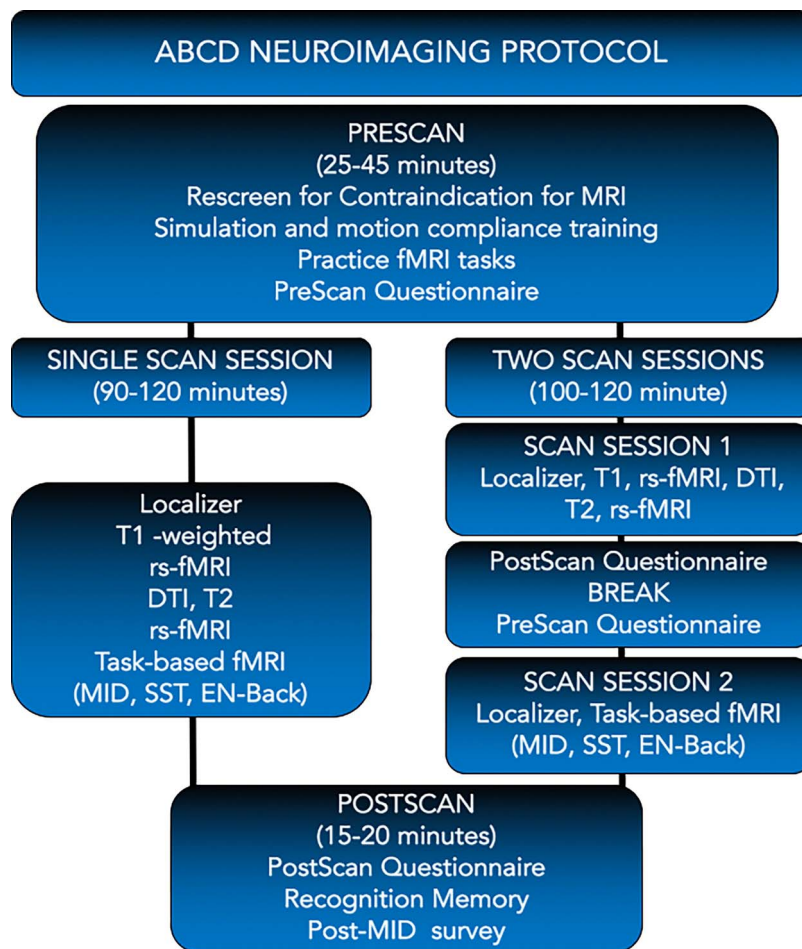 ABCD NEUROIMAGING PROTOCOL
PRESCAN
(25-45 minutes)
Rescreen for Contraindication for MRI
Simulation and motion compliance training
Practice fMRI tasks
PreScan Questionnaire
SINGLE SCAN SESSION
(90-120 minutes)
Localizer
T1 -weighted
rs-fMRI
DTI, T2
rs-fMRI
Task-based fMRI
(MID, SST, EN-Back)
TWO SCAN SESSIONS
(100-120 minute)
SCAN SESSION 1
Localizer, T1, rs-fMRI, DTI,
T2, rs-fMRI
PostScan Questionnaire
BREAK
PreScan Questionnaire
SCAN SESSION 2
Localizer, Task-based fMRI
(MID, SST, EN-Back)
POSTSCAN
(15-20 minutes)
PostScan Questionnaire
Recognition Memory
Post-MID survey